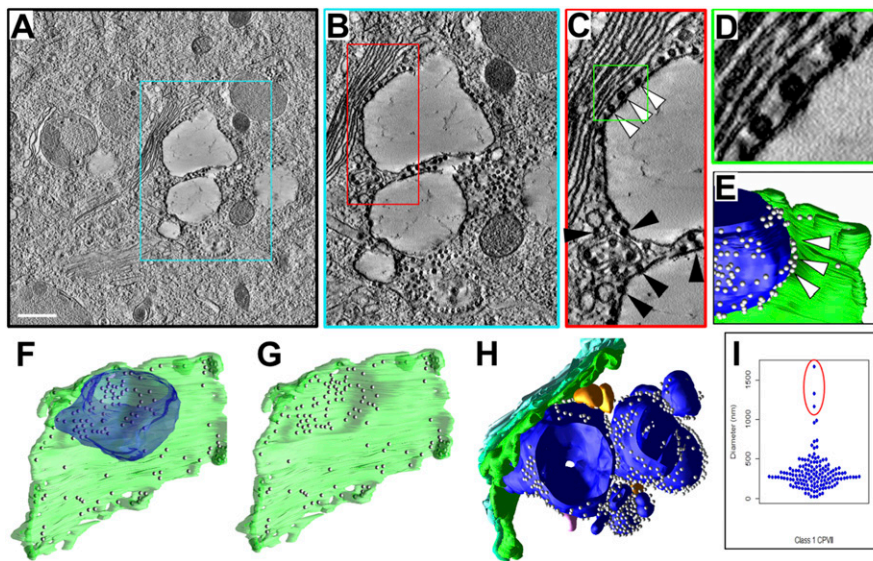 A
B
C
D
E
F
G
H
I
Diameter (nm)
1500
1000
500
0
Class 1 CPVII